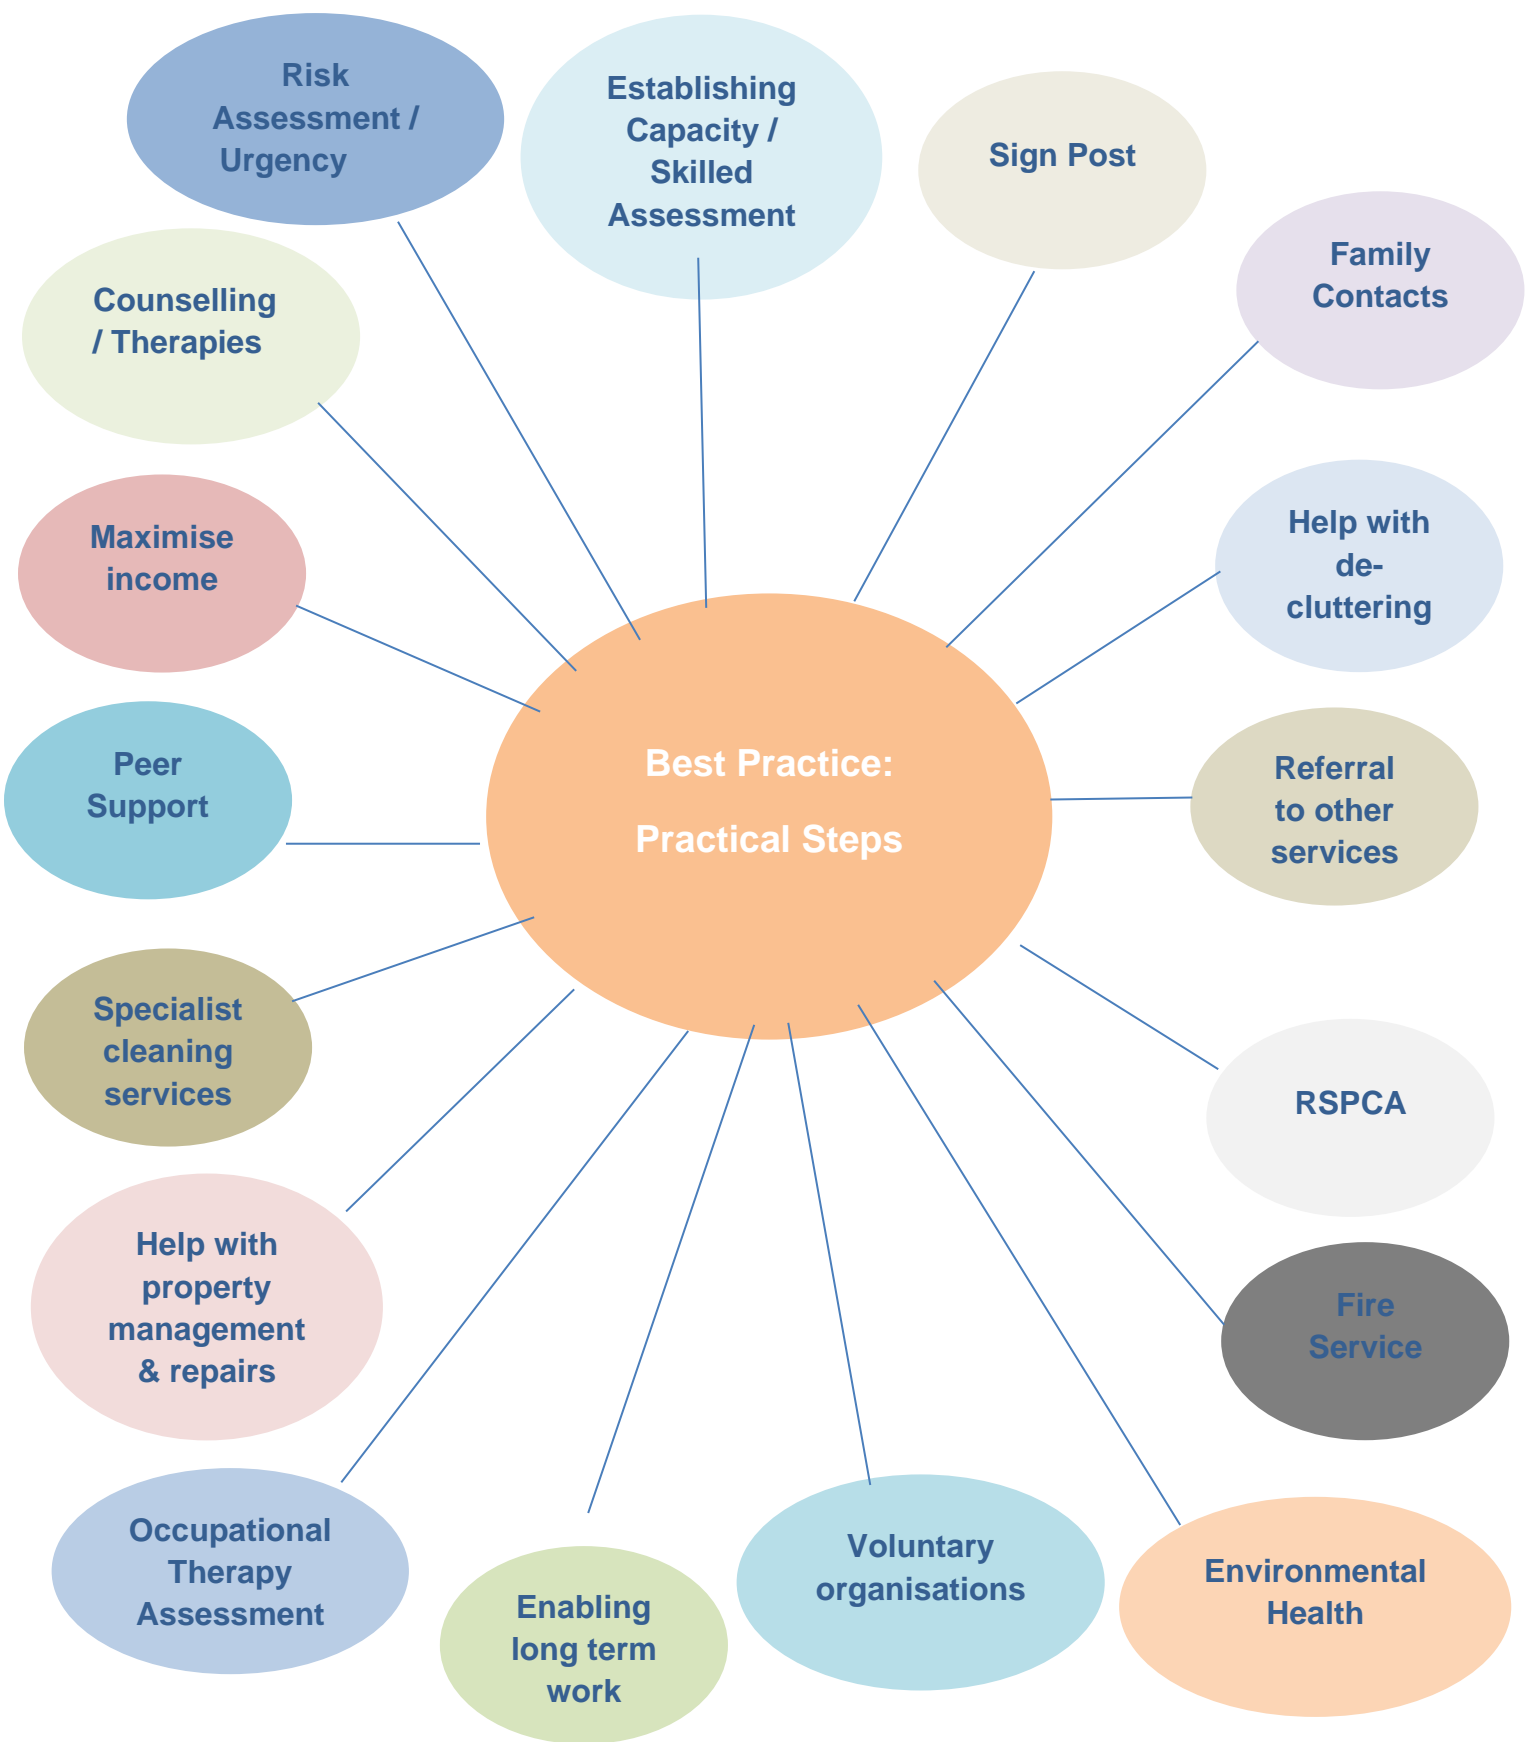 Risk
Assessment /
Urgency
Establishing
Capacity /
Skilled
Assessment
Sign Post
Family
Contacts
Counselling
/ Therapies
Help with
de-
cluttering
Maximise
income
Best Practice:
Practical Steps
Peer
Support
Referral
to other
services
Specialist
cleaning
services
RSPCA
Help with
property
management
& repairs
Fire
Service
Occupational
Therapy
Assessment
Enabling
long term
work
Voluntary
organisations
Environmental
Health